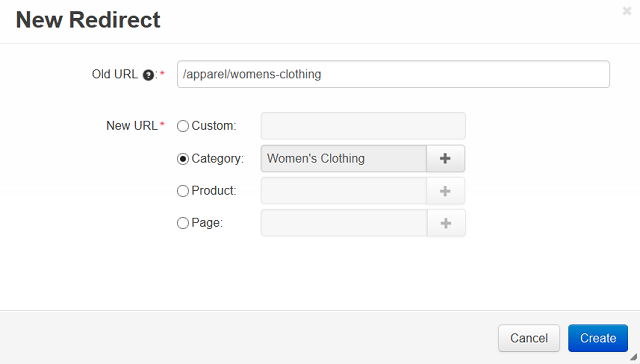 New Redirect
Old URL ?:* /apparel/womens-clothing
New URL* Custom:
Category: Women's Clothing +
Product: +
Page: +
Cancel Create